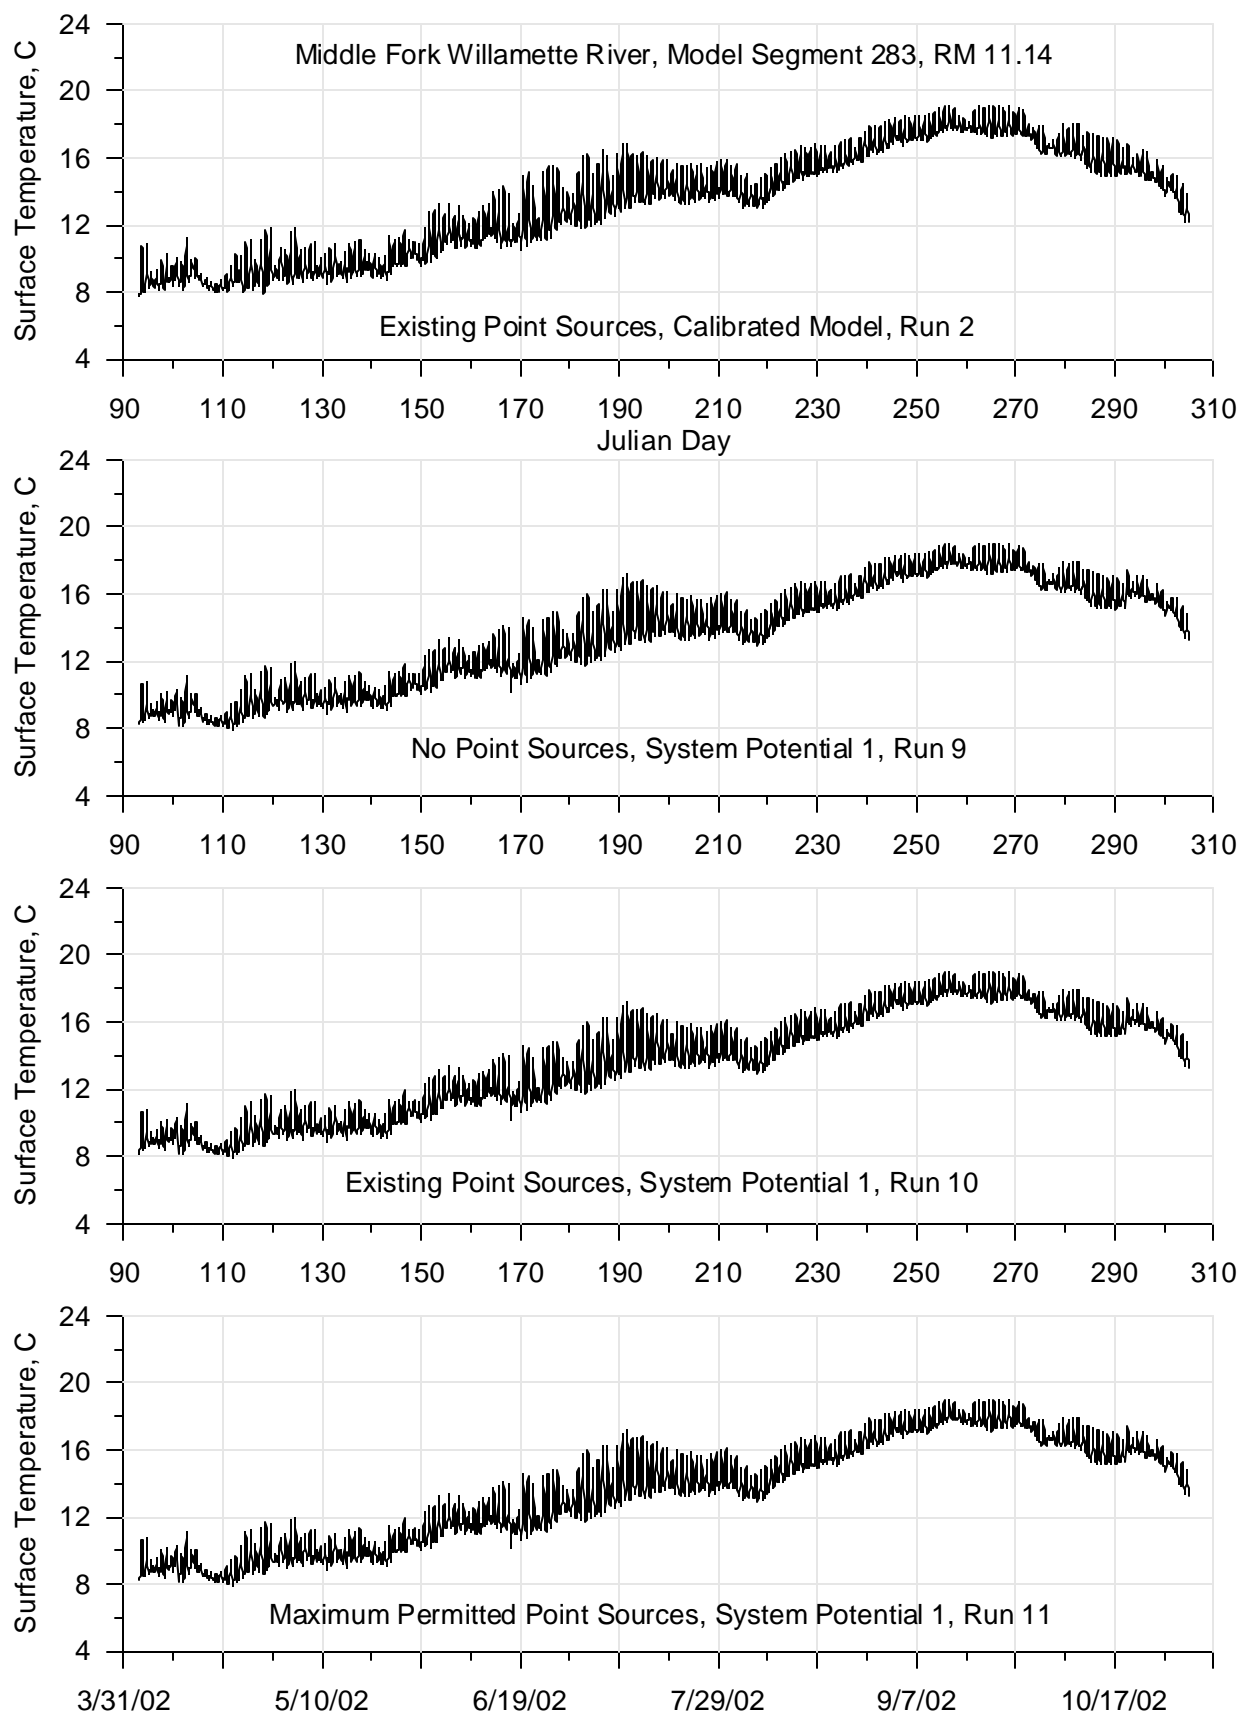 24
Middle Fork Willamette River, Model Segment 283, RM 11.14
20
16
12
8
4
Surface Temperature, C
Existing Point Sources, Calibrated Model, Run 2
90 110 130 150 170 190 210 230 250 270 290 310
Julian Day
24
20
16
12
8
4
Surface Temperature, C
No Point Sources, System Potential 1, Run 9
90 110 130 150 170 190 210 230 250 270 290 310
24
20
16
12
8
4
Surface Temperature, C
Existing Point Sources, System Potential 1, Run 10
90 110 130 150 170 190 210 230 250 270 290 310
24
20
16
12
8
4
Surface Temperature, C
Maximum Permitted Point Sources, System Potential 1, Run 11
3/31/02 5/10/02 6/19/02 7/29/02 9/7/02 10/17/02